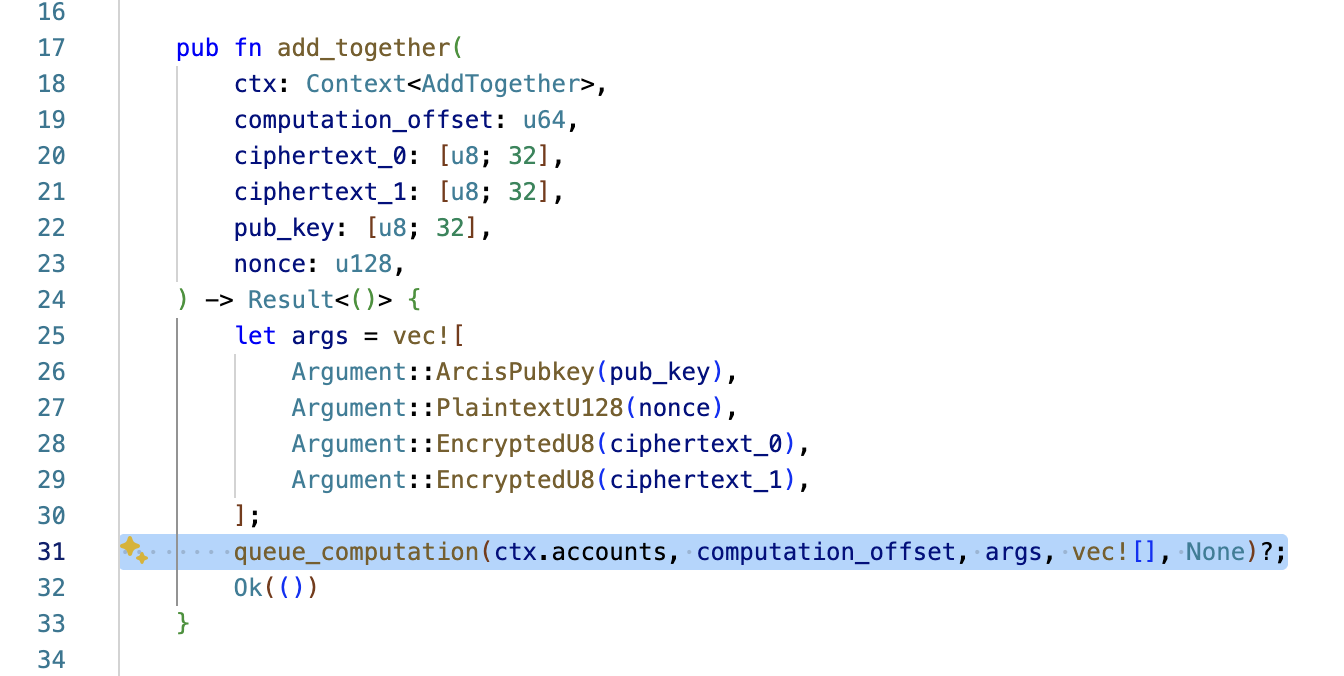 16
17 pub fn add_together(
18 ctx: Context<AddTogether>,
19 computation_offset: u64,
20 ciphertext_0: [u8; 32],
21 ciphertext_1: [u8; 32],
22 pub_key: [u8; 32],
23 nonce: u128,
24 ) -> Result<()> {
25 let args = vec![
26 Argument::ArcisPubkey(pub_key),
27 Argument::PlaintextU128(nonce),
28 Argument::EncryptedU8(ciphertext_0),
29 Argument::EncryptedU8(ciphertext_1),
30 ];
31 queue_computation(ctx.accounts, computation_offset, args, vec![], None)?;
32 Ok(())
33 }
34